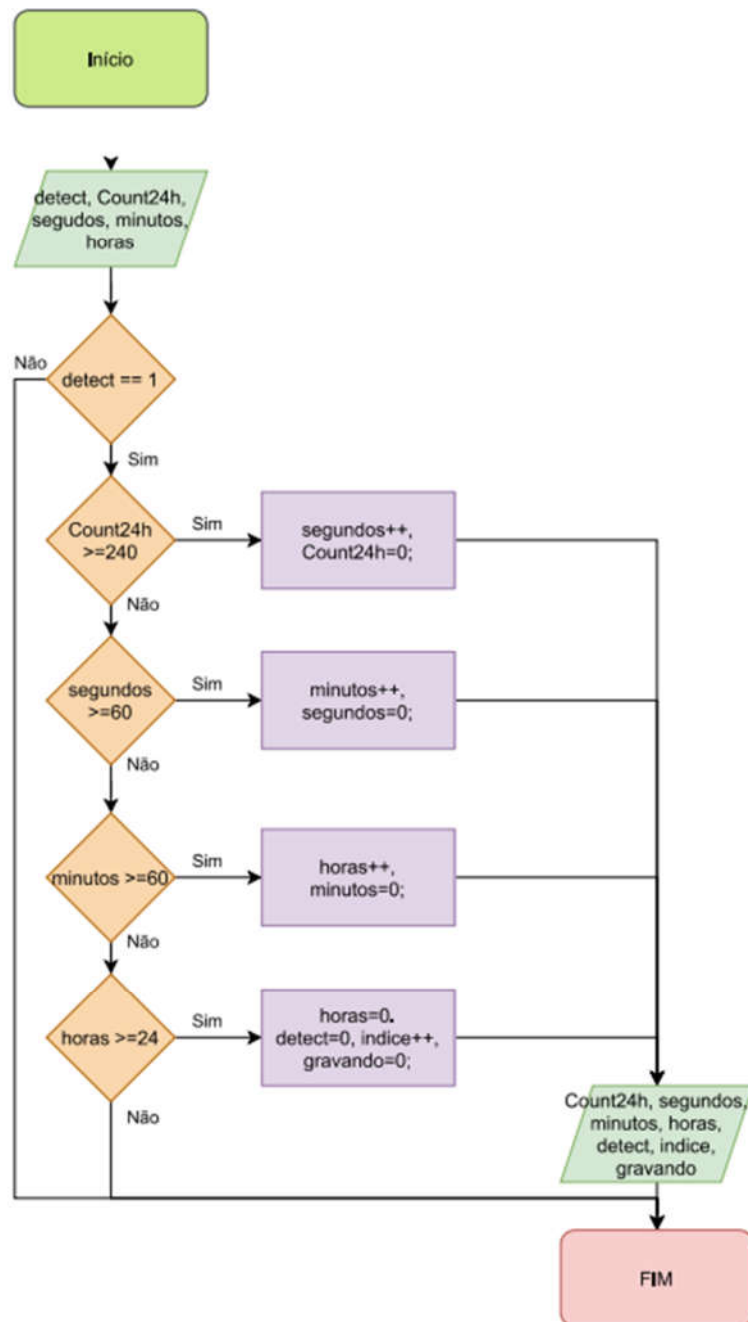 Início
detect, Count24h,
segudos, minutos,
horas
Não
detect == 1
Sim
Count24h
>=240
Sim
segundos++,
Count24h=0;
Não
segundos
>=60
Sim
minutos++,
segundos=0;
Não
minutos >=60
Sim
horas++,
minutos=0;
Não
horas >=24
Sim
horas=0.
detect=0, indice++,
gravando=0;
Não
Count24h, segundos,
minutos, horas,
detect, indice,
gravando
FIM